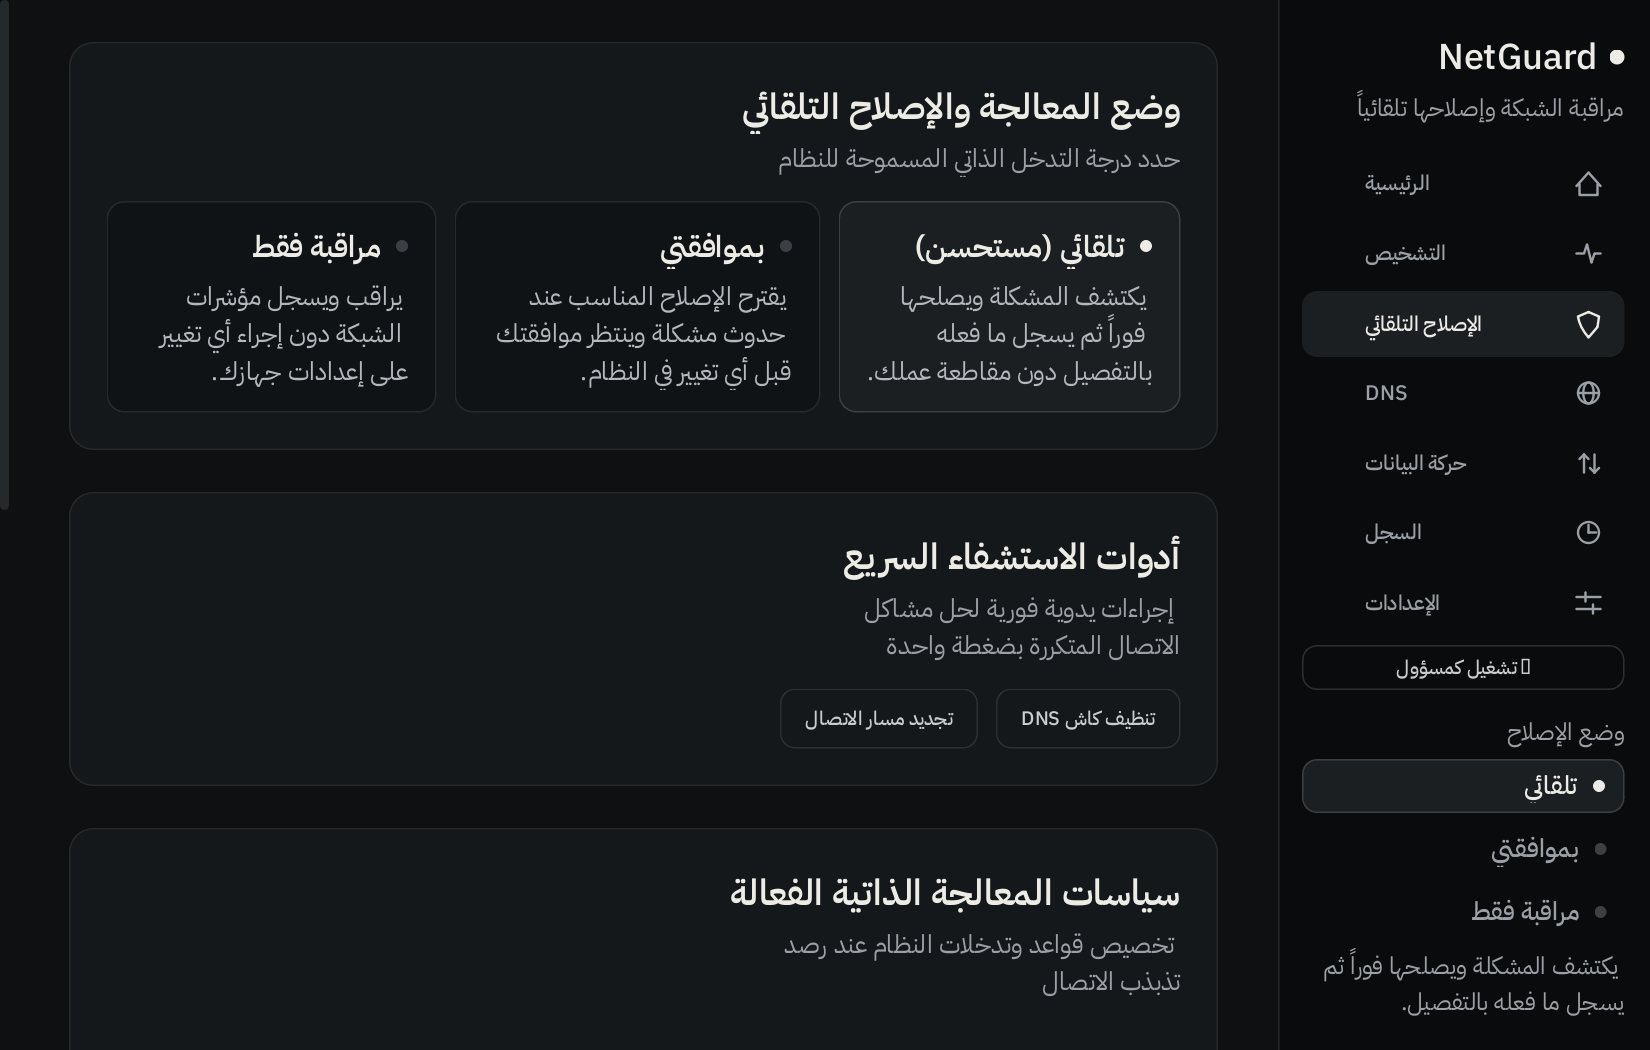 NetGuard
مراقبة الشبكة وإصلاحها تلقائياً
الرئيسية
التشخيص
الإصلاح التلقائي
DNS
حركة البيانات
السجل
الإعدادات
تشغيل كمسؤول
وضع الإصلاح
تلقائي
بموافقتي
مراقبة فقط
يكتشف المشكلة ويصلحها فوراً ثم
يسجل ما فعله بالتفصيل.
وضع المعالجة والإصلاح التلقائي
حدد درجة التدخل الذاتي المسموحة للنظام
تلقائي (مستحسن)
يكتشف المشكلة ويصلحها
فوراً ثم يسجل ما فعله
بالتفصيل دون مقاطعة عملك.
بموافقتي
يقترح الإصلاح المناسب عند
حدوث مشكلة وينتظر موافقتك
قبل أي تغيير في النظام.
مراقبة فقط
يراقب ويسجل مؤشرات
الشبكة دون إجراء أي تغيير
على إعدادات جهازك.
أدوات الاستشفاء السريع
إجراءات يدوية فورية لحل مشاكل
الاتصال المتكررة بضغطة واحدة
تنظيف كاش DNS
تجديد مسار الاتصال
سياسات المعالجة الذاتية الفعالة
تخصيص قواعد وتدخلات النظام عند رصد
تذبذب الاتصال